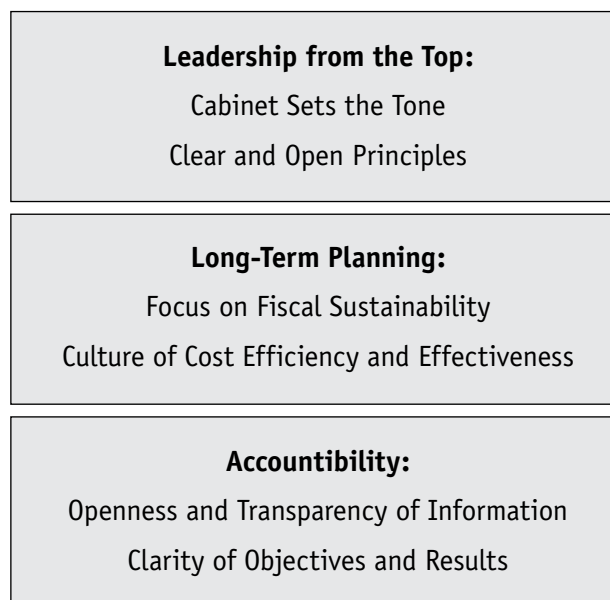 Leadership from the Top:
Cabinet Sets the Tone
Clear and Open Principles
Long-Term Planning:
Focus on Fiscal Sustainability
Culture of Cost Efficiency and Effectiveness
Accountibility:
Openness and Transparency of Information
Clarity of Objectives and Results